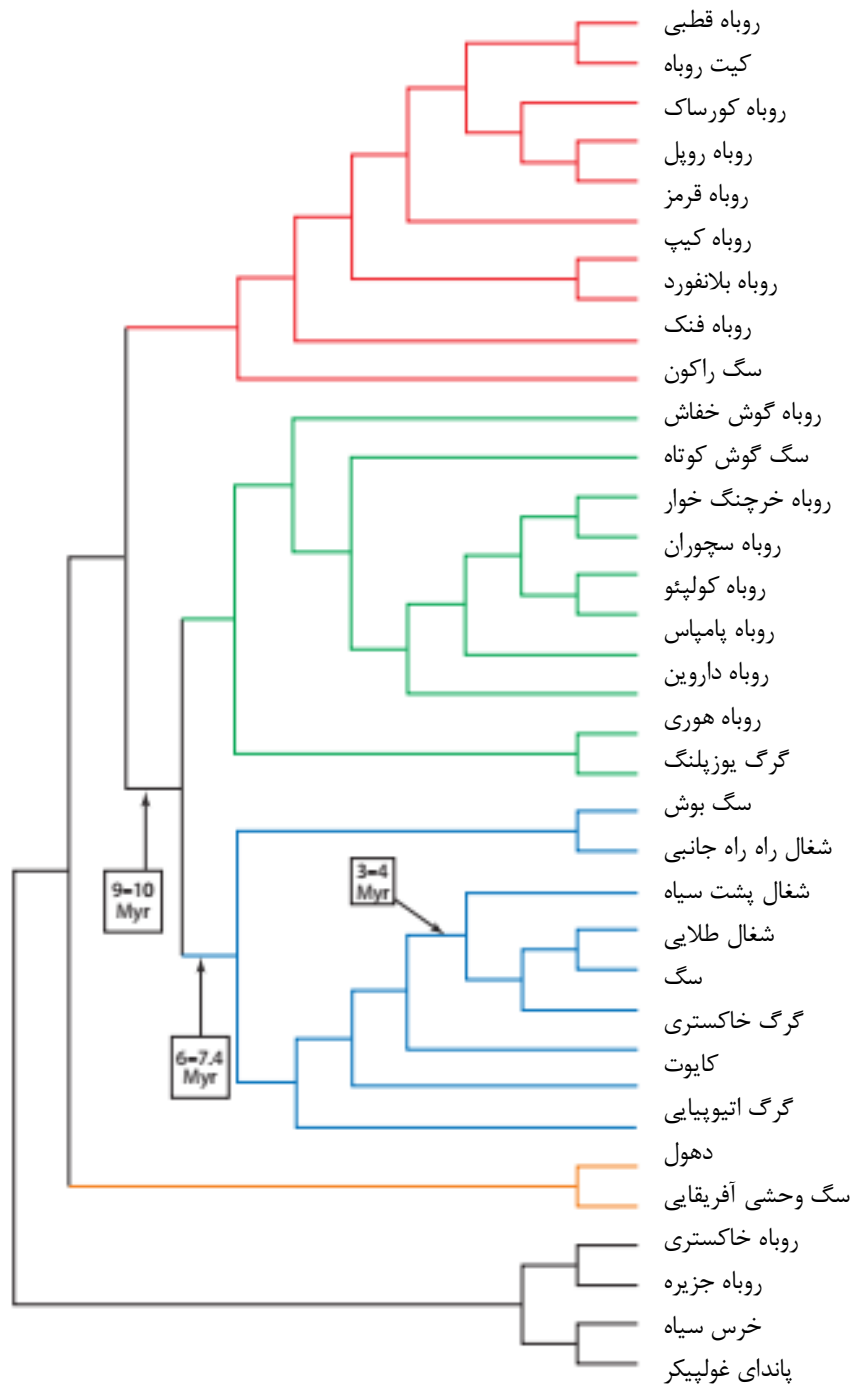 روباه قطبی
کیت روباه
روباه کورساک
روباه روپل
روباه قرمز
روباه کیپ
روباه بلانفورد
روباه فنک
سگ راکون
روباه گوش خفاش
سگ گوش کوتاه
روباه خرچنگ خوار
روباه سچوران
روباه کولپئو
روباه پامپاس
روباه داروین
روباه هوری
گرگ یوزپلنگ
سگ بوش
شغال راه راه جانبی
شغال پشت سیاه
شغال طلایی
سگ
گرگ خاکستری
کایوت
گرگ اتیوپیایی
دهول
سگ وحشی آفریقایی
روباه خاکستری
روباه جزیره
خرس سیاه
پاندای غولپیکر
9=10
Myr
3=4
Myr
6=7.4
Myr